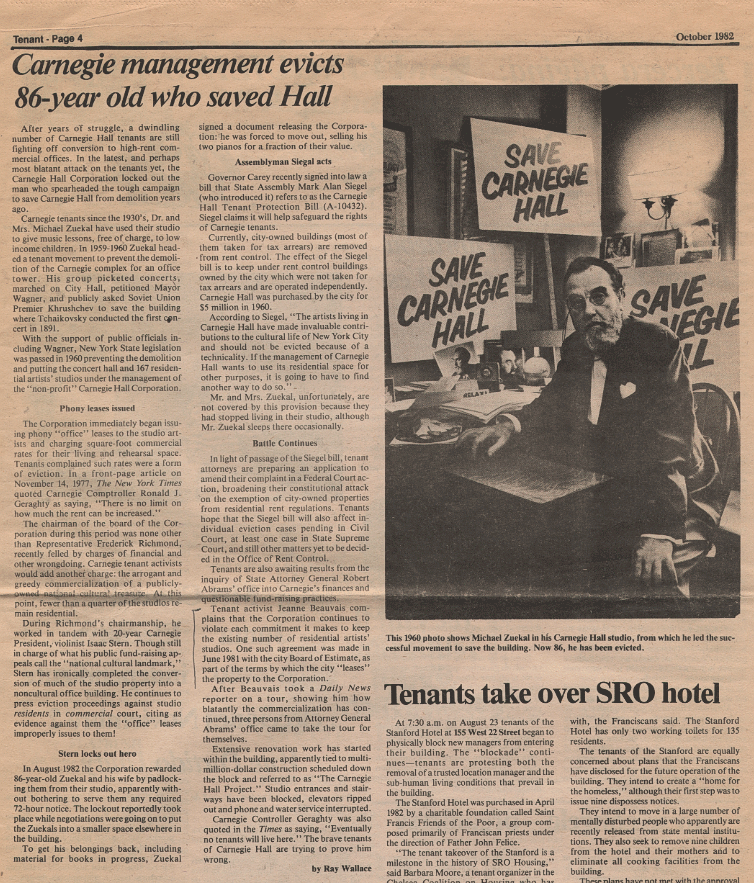 Tenant - Page 4
October 1982
Carnegie management evicts
86-year old who saved Hall
After years of struggle, a dwindling
number of Carnegie Hall tenants are still
fighting off conversion to high-rent com-
mercial offices. In the latest, and perhaps
most blatant attack on the tenants yet, the
Carnegie Hall Corporation locked out the
man who spearheaded the tough campaign
to save Carnegie Hall from demolition years
ago.
Carnegie tenants since the 1930's, Dr. and
Mrs. Michael Zuekal have used their studio
to give music lessons, free of charge, to low
income children. In 1959-1960 Zuekal head-
ed a tenant movement to prevent the demoli-
tion of the Carnegie complex for an office
tower. His group picketed concerts,
marched on City Hall, petitioned Mayor
Wagner, and publicly asked Soviet Union
Premier Khrushchev to save the building
where Tchaikovsky conducted the first con-
cert in 1891.
With the support of public officials in-
cluding Wagner, New York State legislation
was passed in 1960 preventing the demolition
and putting the concert hall and 167 residen-
tial artists' studios under the management of
the "non-profit" Carnegie Hall Corporation.
Phony leases issued
The Corporation immediately began issu-
ing phony "office" leases to the studio art-
ists and charging square-foot commercial
rates for their living and rehearsal space.
Tenants complained such rates were a form
of eviction. In a front-page article on
November 14, 1977, The New York Times
quoted Carnegie Comptroller Ronald J.
Geraghty as saying, "There is no limit on
how much the rent can be increased."
The chairman of the board of the Cor-
poration during this period was none other
than Representative Frederick Richmond,
recently felled by charges of financial and
other wrongdoing. Carnegie tenant activists
would add another charge: the arrogant and
greedy commercialization of a publicly-
owned national cultural treasure. At this
point, fewer than a quarter of the studios re-
main residential.
During Richmond's chairmanship, he
worked in tandem with 20-year Carnegie
President, violinist Isaac Stern. Though still
in charge of what his public fund-raising ap-
peals call the "national cultural landmark,"
Stern has ironically completed the conver-
sion of much of the studio property into a
noncultural office building. He continues to
press eviction proceedings against studio
residents in commercial court, citing as
evidence against them the "office" leases
improperly issues to them!
Stern locks out hero
In August 1982 the Corporation rewarded
86-year-old Zuekal and his wife by padlock-
ing them from their studio, apparently with-
out bothering to serve them any required
72-hour notice. The lockout reportedly took
place while negotiations were going on to put
the Zuekals into a smaller space elsewhere in
the building.
To get his belongings back, including
material for books in progress, Zuekal
signed a document releasing the Corpora-
tion: he was forced to move out, selling his
two pianos for a fraction of their value.
Assemblyman Siegal acts
Governor Carey recently signed into law a
bill that State Assembly Mark Alan Siegel
(who introduced it) refers to as the Carnegie
Hall Tenant Protection Bill (A-10432).
Siegel claims it will help safeguard the rights
of Carnegie tenants.
Currently, city-owned buildings (most of
them taken for tax arrears) are removed
from rent control. The effect of the Siegel
bill is to keep under rent control buildings
owned by the city which were not taken for
tax arrears and are operated independently.
Carnegie Hall was purchased by the city for
$5 million in 1960.
According to Siegel, "The artists living in
Carnegie Hall have made invaluable contri-
butions to the cultural life of New York City
and should not be evicted because of a
technicality. If the management of Carnegie
Hall wants to use its residential space for
other purposes, it is going to have to find
another way to do so."
Mr. and Mrs. Zuekal, unfortunately, are
not covered by this provision because they
had stopped living in their studio, although
Mr. Zuekal sleeps there occasionally.
Battle Continues
In light of passage of the Siegel bill, tenant
attorneys are preparing an application to
amend their complaint in a Federal Court ac-
tion, broadening their constitutional attack
on the exemption of city-owned properties
from residential rent regulations. Tenants
hope that the Siegel bill will also affect in-
dividual eviction cases pending in Civil
Court, at least one case in State Supreme
Court, and still other matters yet to be decid-
ed in the Office of Rent Control.
Tenants are also awaiting results from the
inquiry of State Attorney General Robert
Abrams' office into Carnegie's finances and
questionable fund-raising practices.
Tenant activist Jeanne Beauvais com-
plains that the Corporation continues to
violate each commitment it makes to keep
the existing number of residential artists'
studios. One such agreement was made in
June 1981 with the city Board of Estimate, as
part of the terms by which the city "leases"
the property to the Corporation.
After Beauvais took a Daily News
reporter on a tour, showing him how
blatantly the commercialization has con-
tinued, three persons from Attorney General
Abrams' office came to take the tour for
themselves.
Extensive renovation work has started
within the building, apparently tied to multi-
million-dollar construction scheduled down
the block and referred to as "The Carnegie
Hall Project." Studio entrances and stair-
ways have been blocked, elevators ripped
out and phone and water service interrupted.
Carnegie Controller Geraghty was also
quoted in the Times as saying, "Eventually
no tenants will live here." The brave tenants
of Carnegie Hall are trying to prove him
wrong.
by Ray Wallace
SAVE
CARNEGIE
HALL
SAVE
CARNEGIE
HALL
SAVE
NEGIE
LL
This 1960 photo shows Michael Zuekal in his Carnegie Hall studio, from which he led the suc-
cessful movement to save the building. Now 86, he has been evicted.
Tenants take over SRO hotel
At 7:30 a.m. on August 23 tenants of the
Stanford Hotel at 155 West 22 Street began to
physically block new managers from entering
their building. The "blockade" conti-
nues—tenants are protesting both the
removal of a trusted location manager and the
sub-human living conditions that prevail in
the building.
The Stanford Hotel was purchased in April
1982 by a charitable foundation called Saint
Francis Friends of the Poor, a group com-
posed primarily of Franciscan priests under
the direction of Father John Felice.
"The tenant takeover of the Stanford is a
milestone in the history of SRO Housing,"
said Barbara Moore, a tenant organizer in the
Chelsea Coalition on Housing who has
with, the Franciscans said. The Stanford
Hotel has only two working toilets for 135
residents.
The tenants of the Stanford are equally
concerned about plans that the Franciscans
have disclosed for the future operation of the
building. They intend to create a "home for
the homeless," although their first step was to
issue nine dispossess notices.
They intend to move in a large number of
mentally disturbed people who apparently are
recently released from state mental institu-
tions. They also seek to remove nine children
from the hotel and their mothers and to
eliminate all cooking facilities from the
building.
These plans have not met with the approval